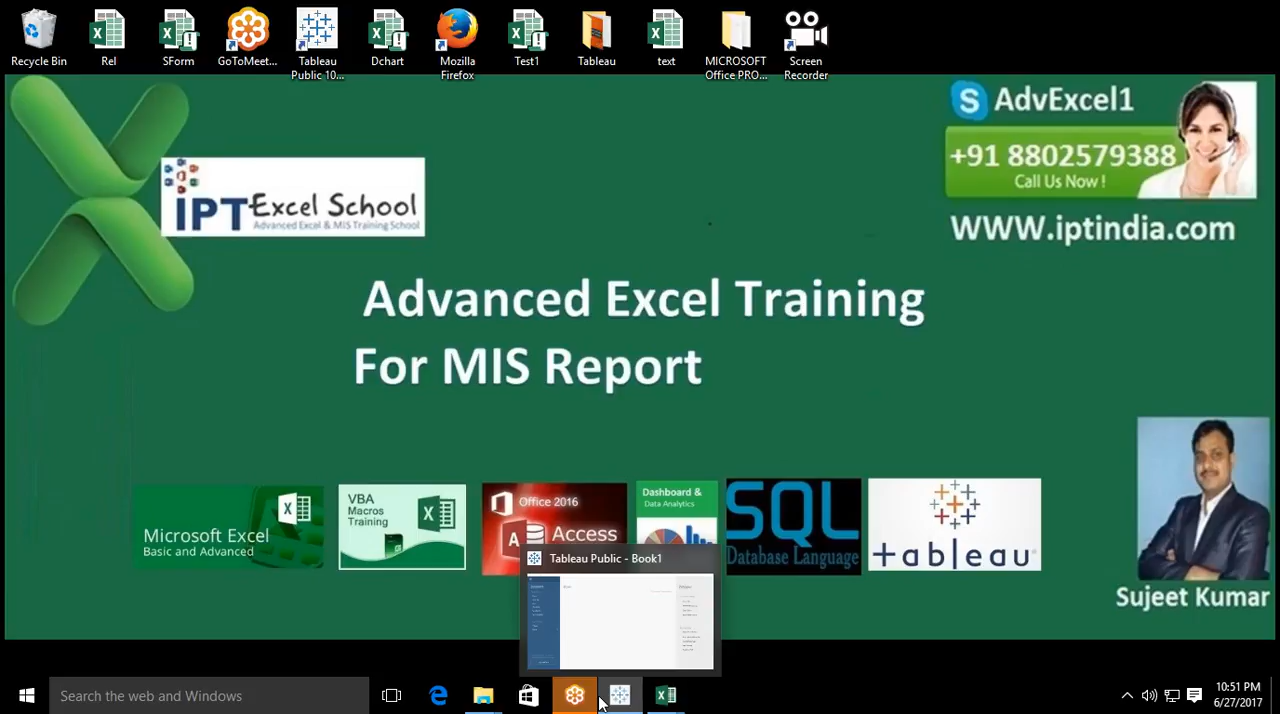 Recycle Bin
Rel
SForm
GoToMeet...
Tableau
Public 10...
Dchart
Mozilla
Firefox
Test1
Tableau
text
MICROSOFT
Office PRO...
Screen
Recorder
AdvExcel1
+91 8802579388
Call Us Now !
WWW.iptindia.com
IPT Excel School
Advanced Excel & MIS Training School
Advanced Excel Training
For MIS Report
Microsoft Excel
Basic and Advanced
VBA
Macros
Training
Office 2016
Access
Dashboard &
Data Analytics
SQL
Database Language
tableau
Sujeet Kumar
Tableau Public - Book1
Search the web and Windows
10:51 PM
6/27/2017